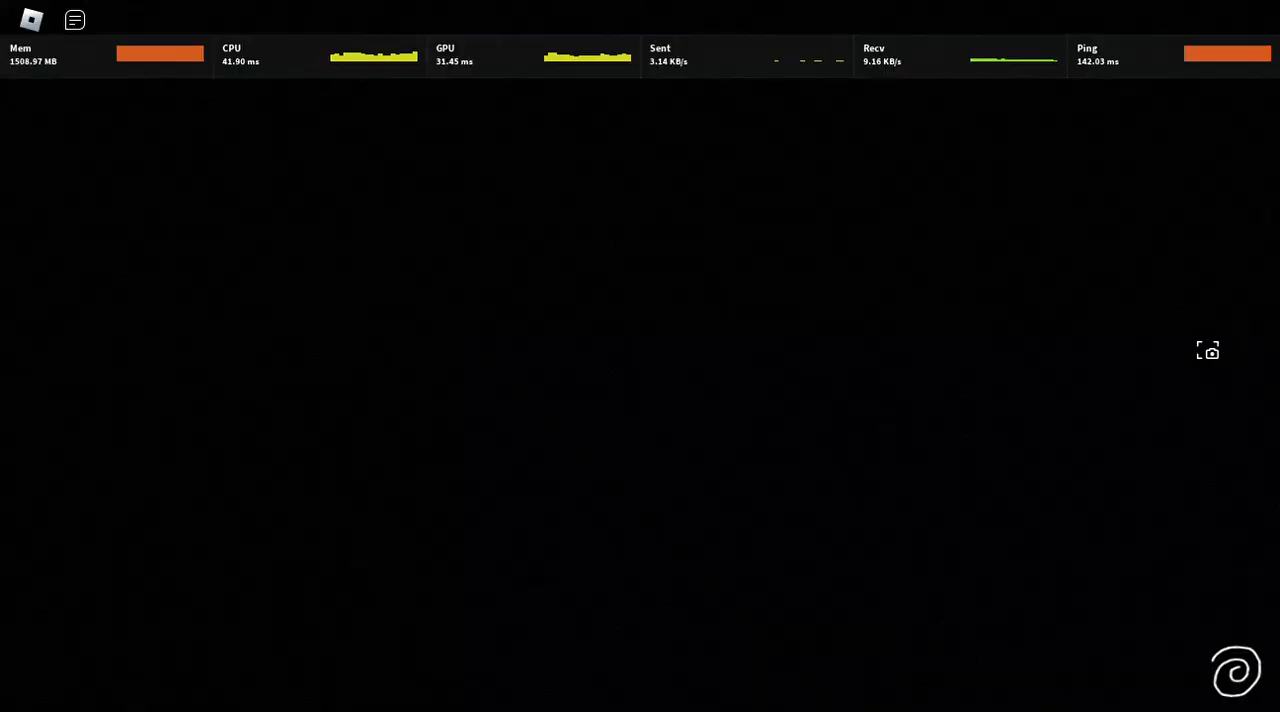 Mem CPU GPU Sent Recv Ping
1508.97 MB 41.90 ms 31.45 ms 3.14 KB/s 9.16 KB/s 142.03 ms